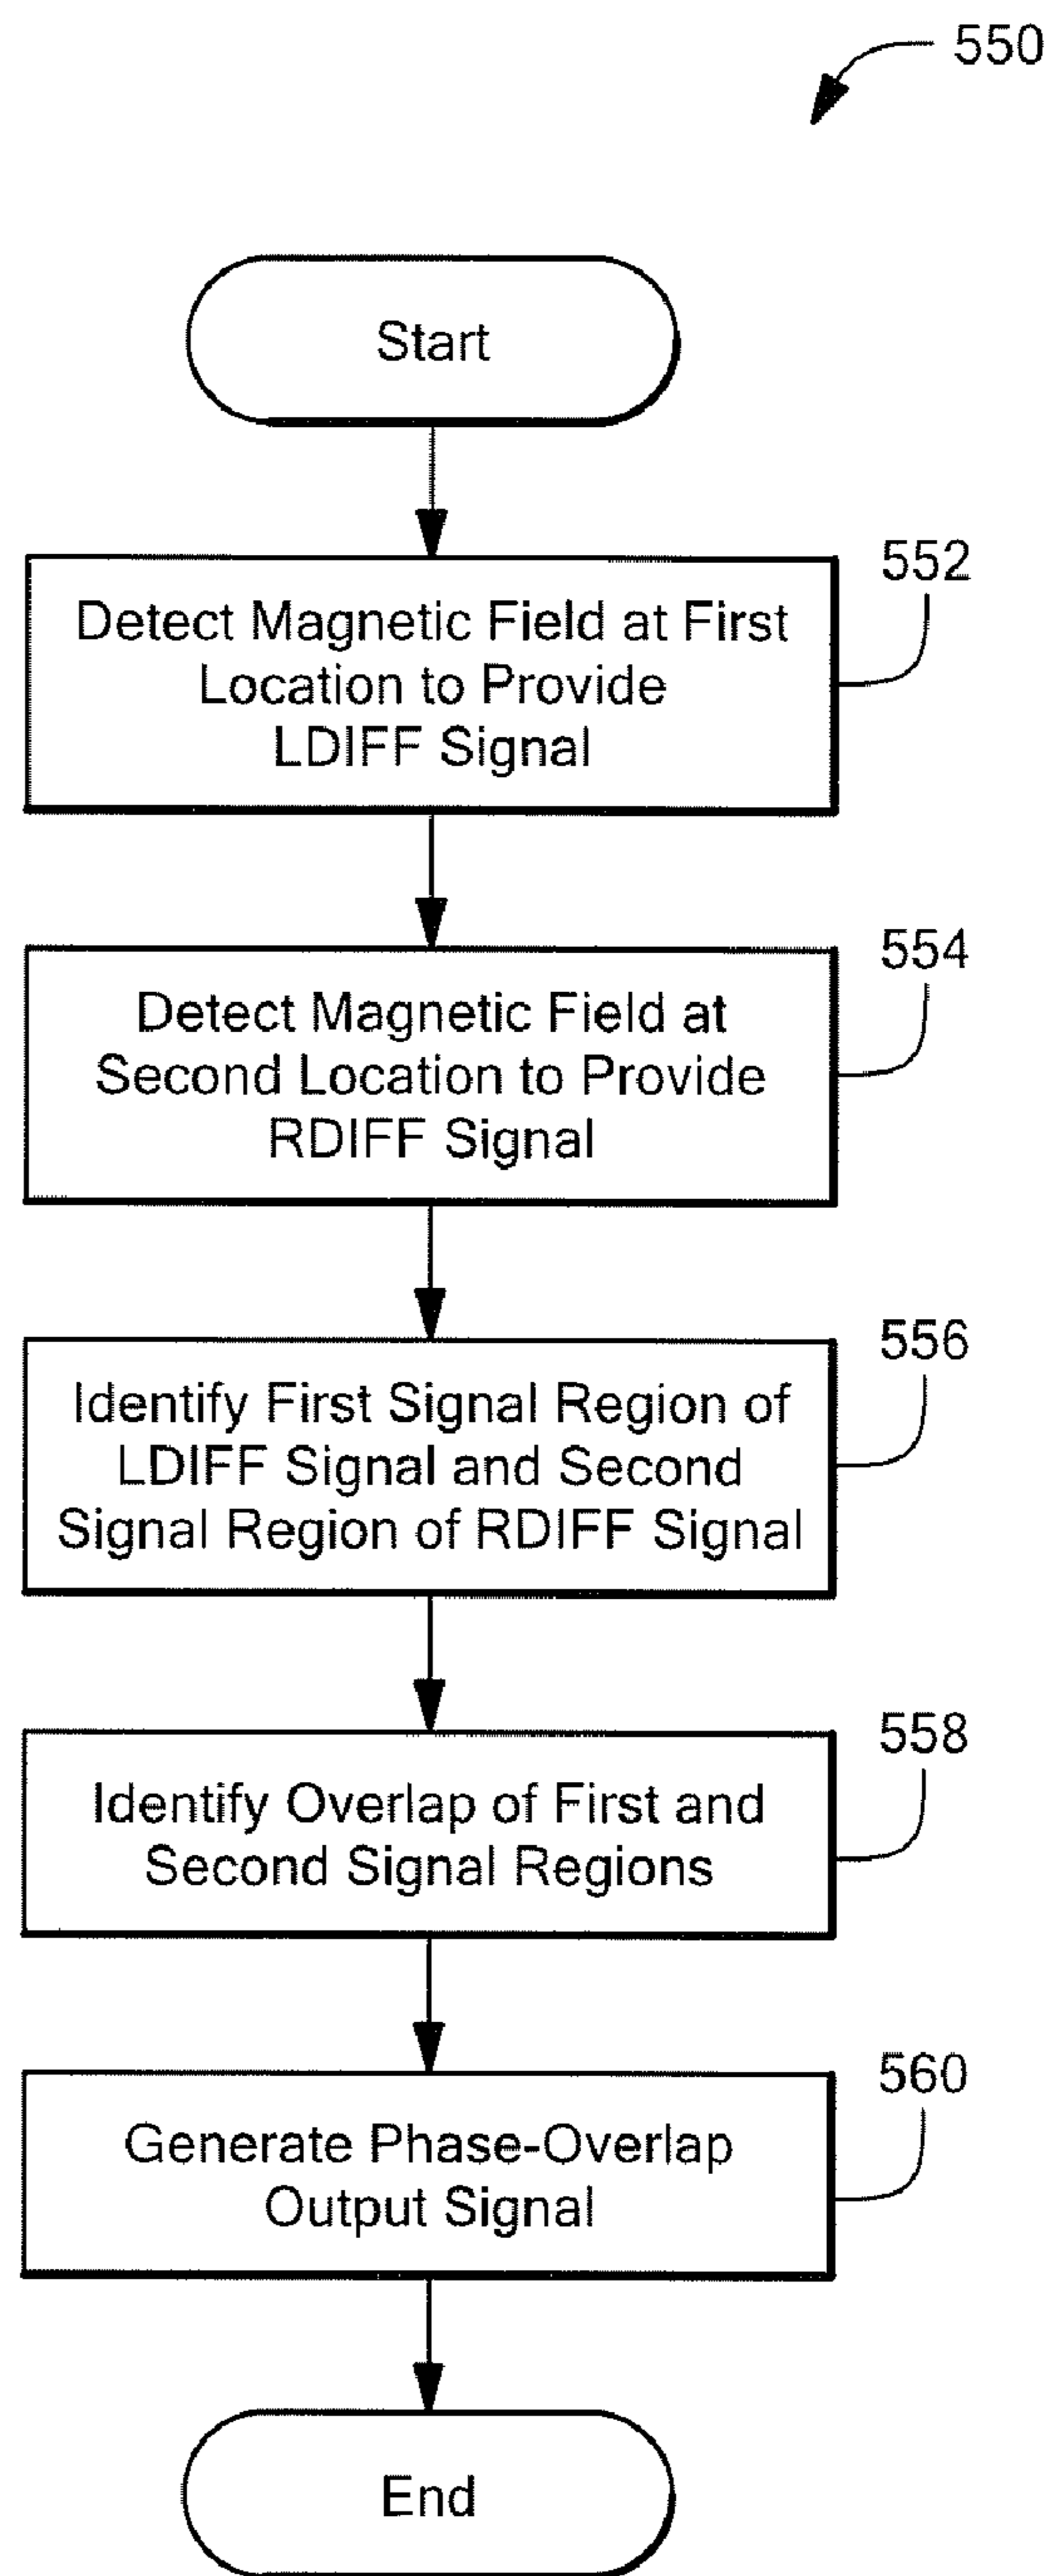 550
Start
552
Detect Magnetic Field at First
Location to Provide
LDIFF Signal
554
Detect Magnetic Field at
Second Location to Provide
RDIFF Signal
556
Identify First Signal Region of
LDIFF Signal and Second
Signal Region of RDIFF Signal
558
Identify Overlap of First and
Second Signal Regions
560
Generate Phase-Overlap
Output Signal
End